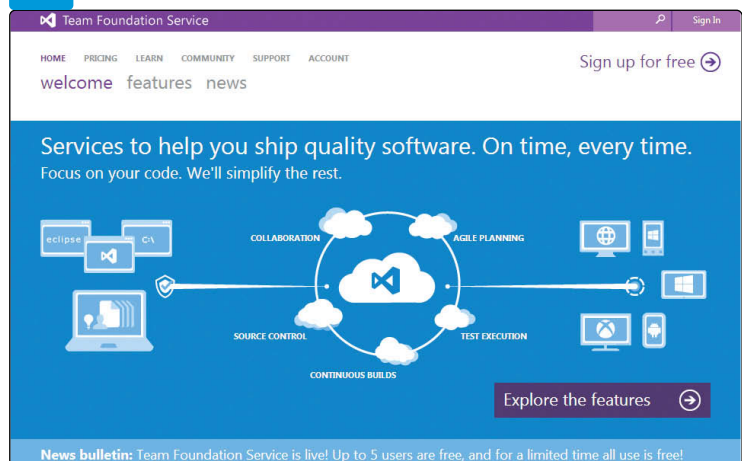 Team Foundation Service
Sign In
HOME PRICING LEARN COMMUNITY SUPPORT ACCOUNT
welcome features news
Sign up for free
Services to help you ship quality software. On time, every time.
Focus on your code. We'll simplify the rest.
eclipse
C:\
COLLABORATION
AGILE PLANNING
SOURCE CONTROL
TEST EXECUTION
CONTINUOUS BUILDS
Explore the features
News bulletin: Team Foundation Service is live! Up to 5 users are free, and for a limited time all use is free!